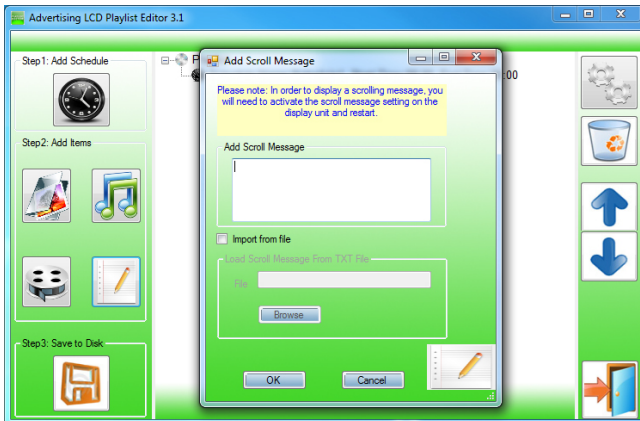 Advertising LCD Playlist Editor 3.1
Step1: Add Schedule
P
:00
Step2: Add Items
Step3: Save to Disk
Add Scroll Message
Please note: In order to display a scrolling message, you
will need to activate the scroll message setting on the
display unit and restart.
Add Scroll Message
Import from file
Load Scroll Message From TXT File
File
Browse
OK
Cancel